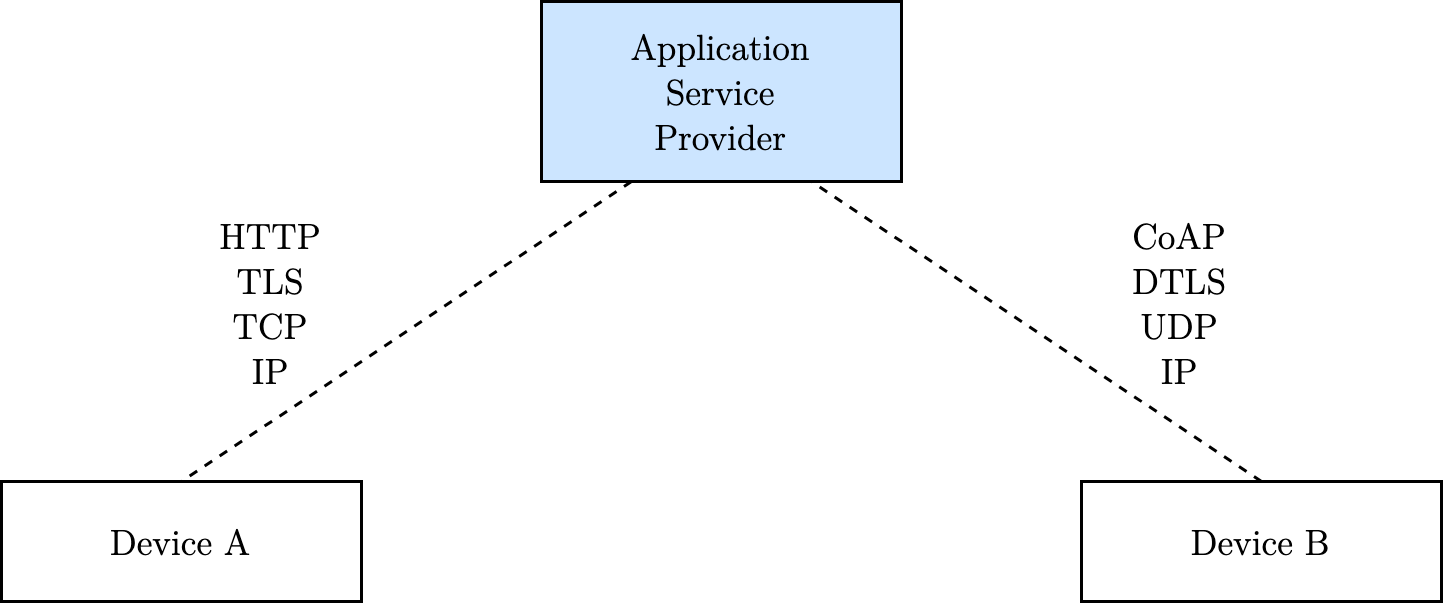 Application
Service
Provider
HTTP
TLS
TCP
IP
CoAP
DTLS
UDP
IP
Device A
Device B